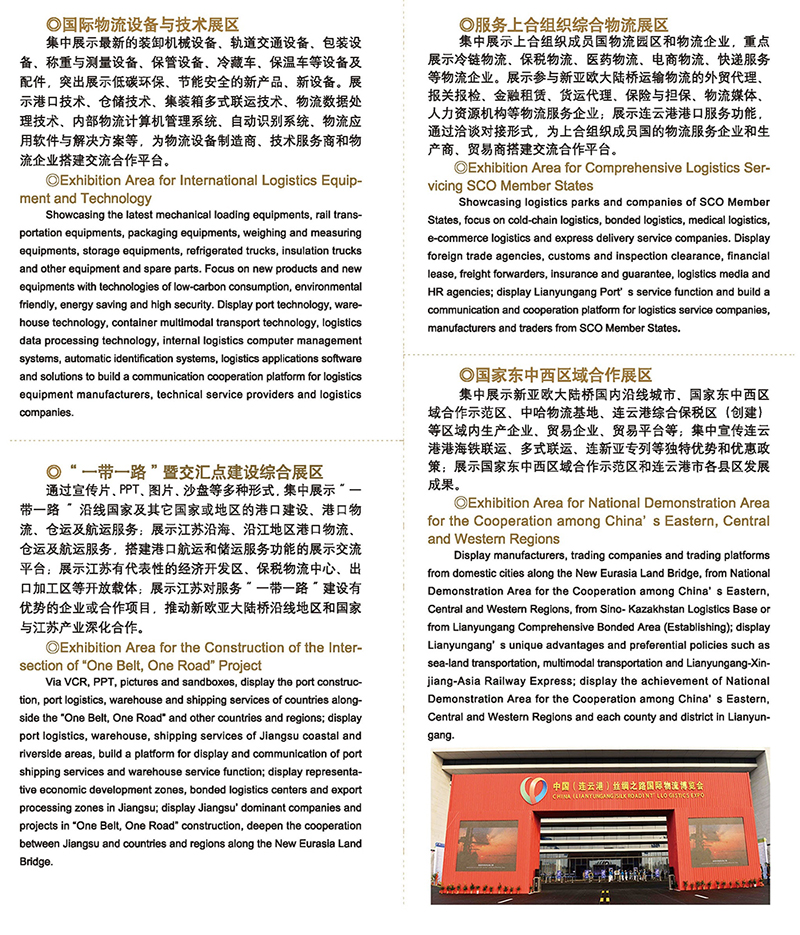 ◎国际物流设备与技术展区
集中展示最新的装卸机械设备、轨道交通设备、包装设
备、称重与测量设备、保管设备、冷藏车、保温车等设备及
配件，突出展示低碳环保、节能安全的新产品、新设备。展
示港口技术、仓储技术、集装箱多式联运技术、物流数据处
理技术、内部物流计算机管理系统、自动识别系统、物流应
用软件与解决方案等，为物流设备制造商、技术服务商和物
流企业搭建交流合作平台。
◎Exhibition Area for International Logistics Equip-
ment and Technology
Showcasing the latest mechanical loading equipments, rail trans-
portation equipments, packaging equipments, weighing and measuring
equipments, storage equipments, refrigerated trucks, insulation trucks
and other equipment and spare parts. Focus on new products and new
equipments with technologies of low-carbon consumption, environmental
friendly, energy saving and high security. Display port technology, ware-
house technology, container multimodal transport technology, logistics
data processing technology, internal logistics computer management
systems, automatic identification systems, logistics applications software
and solutions to build a communication cooperation platform for logistics
equipment manufacturers, technical service providers and logistics
companies.
◎“一带一路”暨交汇点建设综合展区
通过宣传片、PPT、图片、沙盘等多种形式，集中展示“一
带一路”沿线国家及其它国家或地区的港口建设、港口物
流、仓运及航运服务；展示江苏沿海、沿江地区港口物流、
仓运及航运服务，搭建港口航运和储运服务功能的展示交流
平台；展示江苏有代表性的经济开发区、保税物流中心、出
口加工区等开放载体；展示江苏对服务“一带一路”建设有
优势的企业或合作项目，推动新欧亚大陆桥沿线地区和国家
与江苏产业深化合作。
◎Exhibition Area for the Construction of the Inter-
section of “One Belt, One Road” Project
Via VCR, PPT, pictures and sandboxes, display the port construc-
tion, port logistics, warehouse and shipping services of countries along-
side the “One Belt, One Road” and other countries and regions; display
port logistics, warehouse, shipping services of Jiangsu coastal and
riverside areas, build a platform for display and communication of port
shipping services and warehouse service function; display representa-
tive economic development zones, bonded logistics centers and export
processing zones in Jiangsu; display Jiangsu’ dominant companies and
projects in “One Belt, One Road” construction, deepen the cooperation
between Jiangsu and countries and regions along the New Eurasia Land
Bridge.
◎服务上合组织综合物流展区
集中展示上合组织成员国物流园区和物流企业，重点
展示冷链物流、保税物流、医药物流、电商物流、快递服务
等物流企业。展示参与新亚欧大陆桥运输物流的外贸代理、
报关报检、金融租赁、货运代理、保险与担保、物流媒体、
人力资源机构等物流服务企业；展示连云港港口服务功能，
通过洽谈对接形式，为上合组织成员国的物流服务企业和生
产商、贸易商搭建交流合作平台。
◎Exhibition Area for Comprehensive Logistics Ser-
vicing SCO Member States
Showcasing logistics parks and companies of SCO Member
States, focus on cold-chain logistics, bonded logistics, medical logistics,
e-commerce logistics and express delivery service companies. Display
foreign trade agencies, customs and inspection clearance, financial
lease, freight forwarders, insurance and guarantee, logistics media and
HR agencies; display Lianyungang Port’s service function and build a
communication and cooperation platform for logistics service companies,
manufacturers and traders from SCO Member States.
◎国家东中西区域合作展区
集中展示新亚欧大陆桥国内沿线城市、国家东中西区
域合作示范区、中哈物流基地、连云港综合保税区（创建）
等区域内生产企业、贸易企业、贸易平台等；集中宣传连云
港港海铁联运、多式联运、连新亚专列等独特优势和优惠政
策；展示国家东中西区域合作示范区和连云港市各县区发展
成果。
◎Exhibition Area for National Demonstration Area
for the Cooperation among China’s Eastern, Central
and Western Regions
Display manufacturers, trading companies and trading platforms
from domestic cities along the New Eurasia Land Bridge, from National
Demonstration Area for the Cooperation among China’s Eastern,
Central and Western Regions, from Sino- Kazakhstan Logistics Base or
from Lianyungang Comprehensive Bonded Area (Establishing); display
Lianyungang’s unique advantages and preferential policies such as
sea-land transportation, multimodal transportation and Lianyungang-Xin-
jiang-Asia Railway Express; display the achievement of National
Demonstration Area for the Cooperation among China’s Eastern,
Central and Western Regions and each county and district in Lianyun-
gang.
中国（连云港）丝绸之路国际物流博览会
CHINA (LIANYUNGANG) SILK ROAD INT'L LOGISTICS EXPO